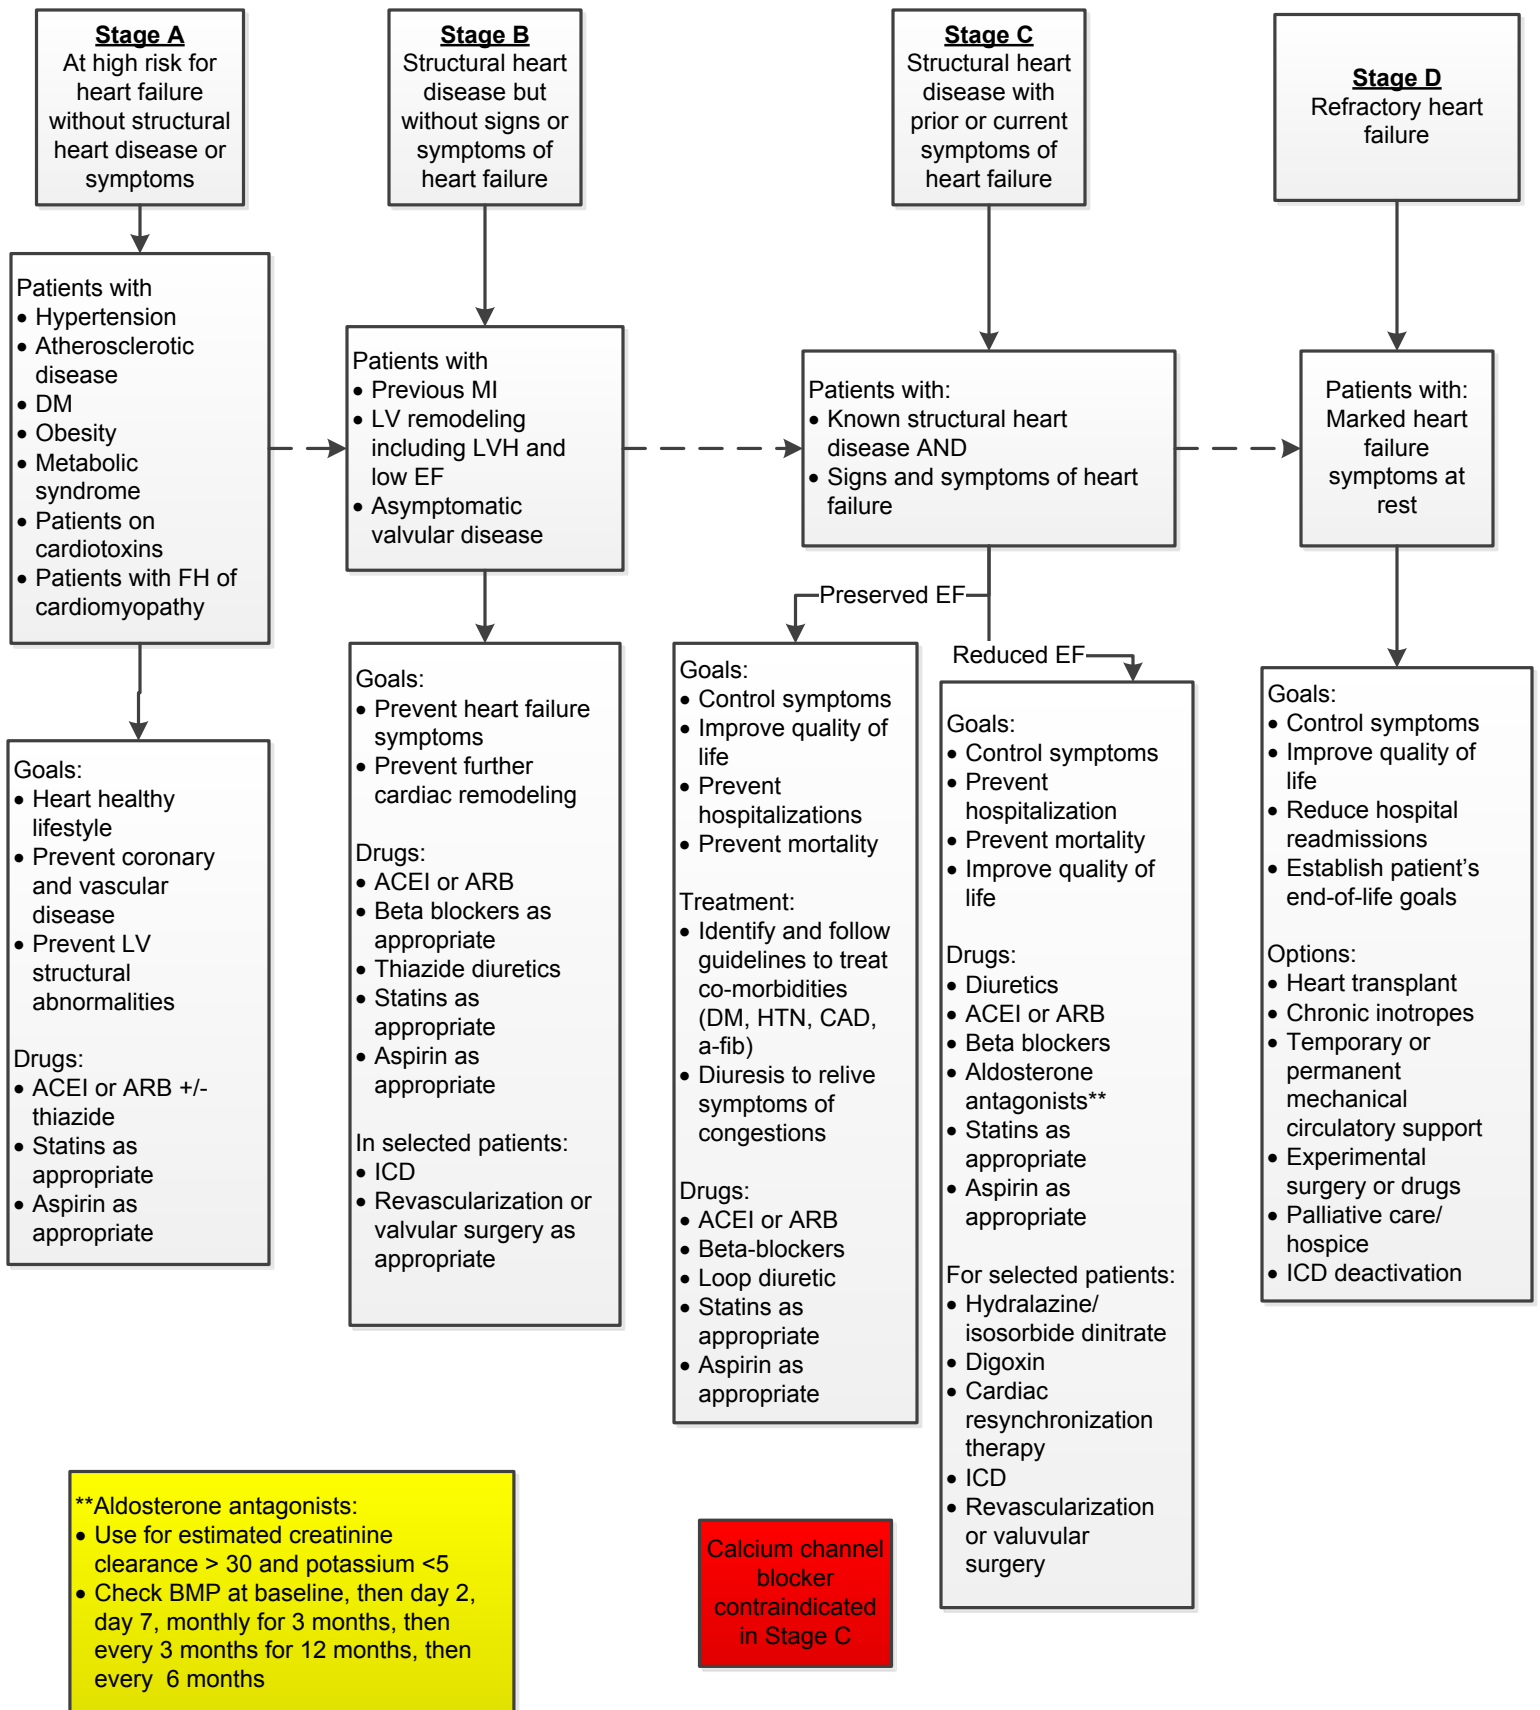 Stage A
At high risk for
heart failure
without structural
heart disease or
symptoms
Patients with
• Hypertension
• Atherosclerotic
disease
• DM
• Obesity
• Metabolic
syndrome
• Patients on
cardiotoxins
• Patients with FH of
cardiomyopathy
Goals:
• Heart healthy
lifestyle
• Prevent coronary
and vascular
disease
• Prevent LV
structural
abnormalities
Drugs:
• ACEI or ARB +/-
thiazide
• Statins as
appropriate
• Aspirin as
appropriate
Stage B
Structural heart
disease but
without signs or
symptoms of
heart failure
Patients with
• Previous MI
• LV remodeling
including LVH and
low EF
• Asymptomatic
valvular disease
Goals:
• Prevent heart failure
symptoms
• Prevent further
cardiac remodeling
Drugs:
• ACEI or ARB
• Beta blockers as
appropriate
• Thiazide diuretics
• Statins as
appropriate
• Aspirin as
appropriate
In selected patients:
• ICD
• Revascularization or
valvular surgery as
appropriate
Stage C
Structural heart
disease with
prior or current
symptoms of
heart failure
Patients with:
• Known structural heart
disease AND
• Signs and symptoms of heart
failure
Preserved EF
Goals:
• Control symptoms
• Improve quality of
life
• Prevent
hospitalizations
• Prevent mortality
Treatment:
• Identify and follow
guidelines to treat
co-morbidities
(DM, HTN, CAD,
a-fib)
• Diuresis to relive
symptoms of
congestions
Drugs:
• ACEI or ARB
• Beta-blockers
• Loop diuretic
• Statins as
appropriate
• Aspirin as
appropriate
Reduced EF
Goals:
• Control symptoms
• Prevent
hospitalization
• Prevent mortality
• Improve quality of
life
Drugs:
• Diuretics
• ACEI or ARB
• Beta blockers
• Aldosterone
antagonists**
• Statins as
appropriate
• Aspirin as
appropriate
For selected patients:
• Hydralazine/
isosorbide dinitrate
• Digoxin
• Cardiac
resynchronization
therapy
• ICD
• Revascularization
or valuvular
surgery
Stage D
Refractory heart
failure
Patients with:
Marked heart
failure
symptoms at
rest
Goals:
• Control symptoms
• Improve quality of
life
• Reduce hospital
readmissions
• Establish patient’s
end-of-life goals
Options:
• Heart transplant
• Chronic inotropes
• Temporary or
permanent
mechanical
circulatory support
• Experimental
surgery or drugs
• Palliative care/
hospice
• ICD deactivation
**Aldosterone antagonists:
• Use for estimated creatinine
clearance > 30 and potassium <5
• Check BMP at baseline, then day 2,
day 7, monthly for 3 months, then
every 3 months for 12 months, then
every 6 months
Calcium channel
blocker
contraindicated
in Stage C